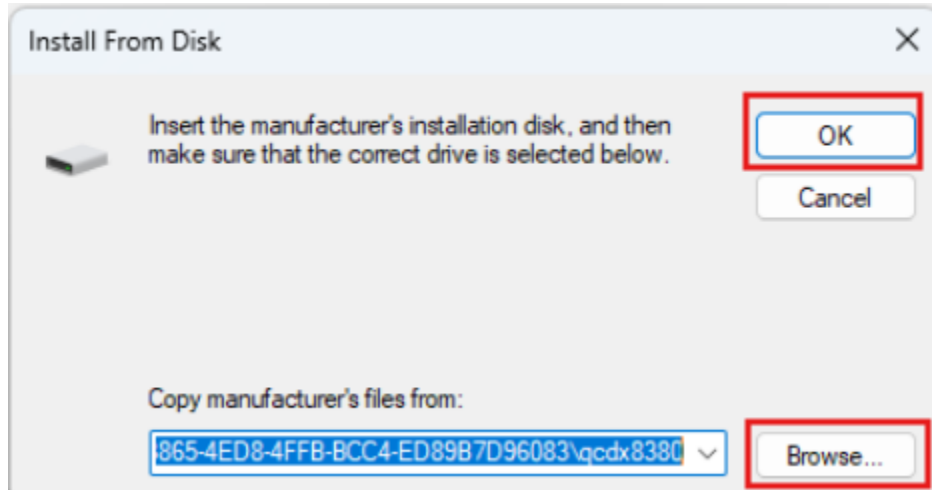 Install From Disk
Insert the manufacturer's installation disk, and then
make sure that the correct drive is selected below.
OK
Cancel
Copy manufacturer's files from:
865-4ED8-4FFB-BCC4-ED89B7D96083\qcdx8380
Browse...